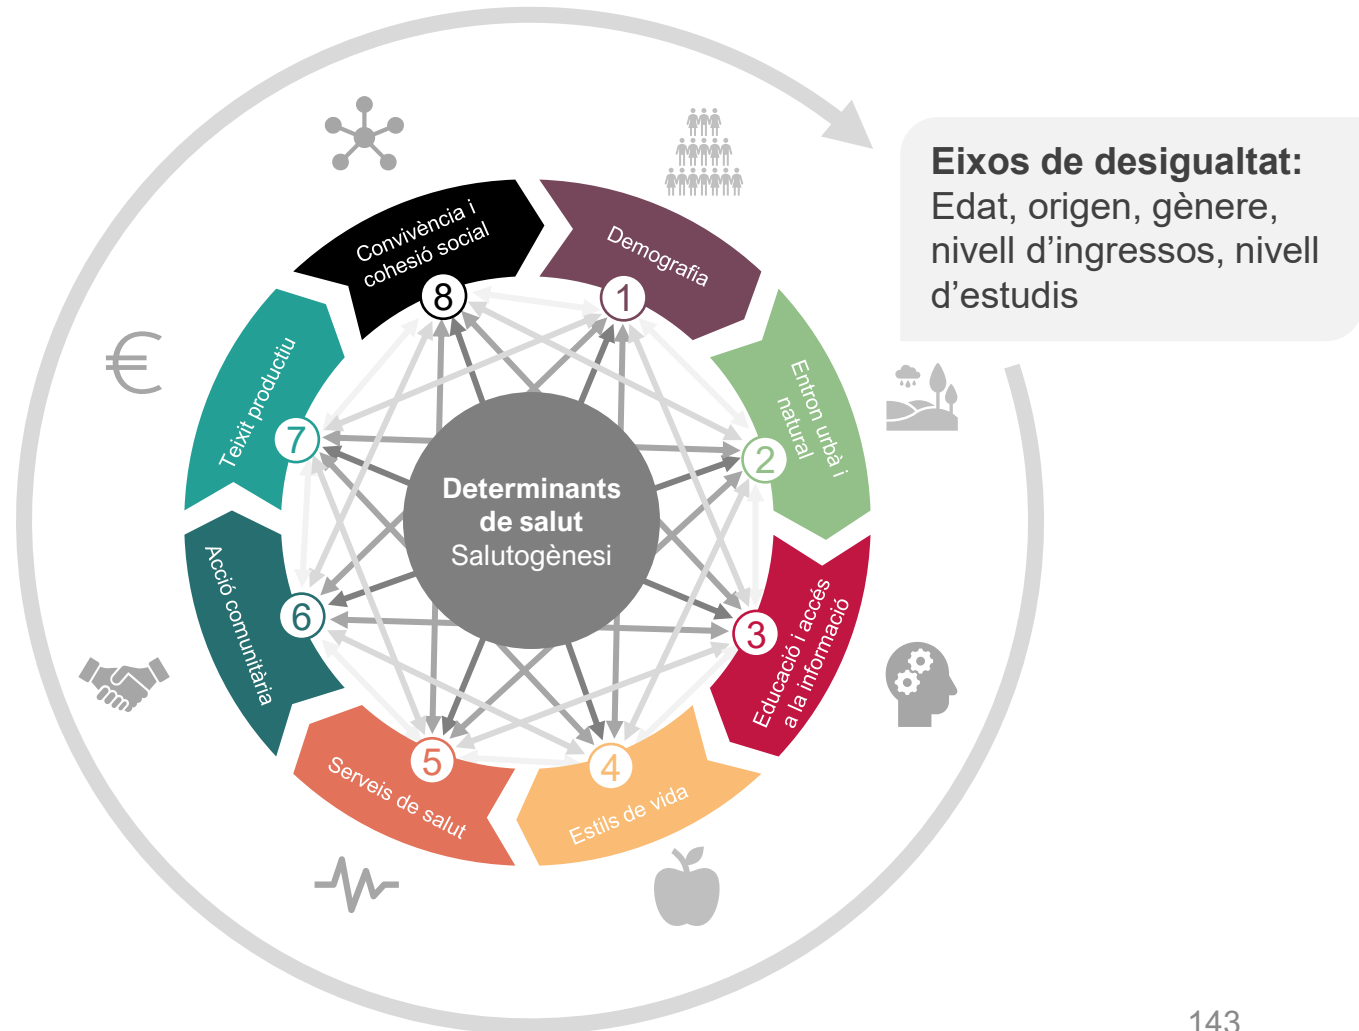 Eixos de desigualtat:
Edat, origen, gènere,
nivell d’ingressos, nivell
d’estudis
Convivència i
cohesió social
8
Demografia
1
Entron urbà i
natural
2
Educació i accés
a la informació
3
Estils de vida
4
Serveis de salut
5
Acció comunitària
6
Teixit productiu
7
€
Determinants
de salut
Salutogènesi
143